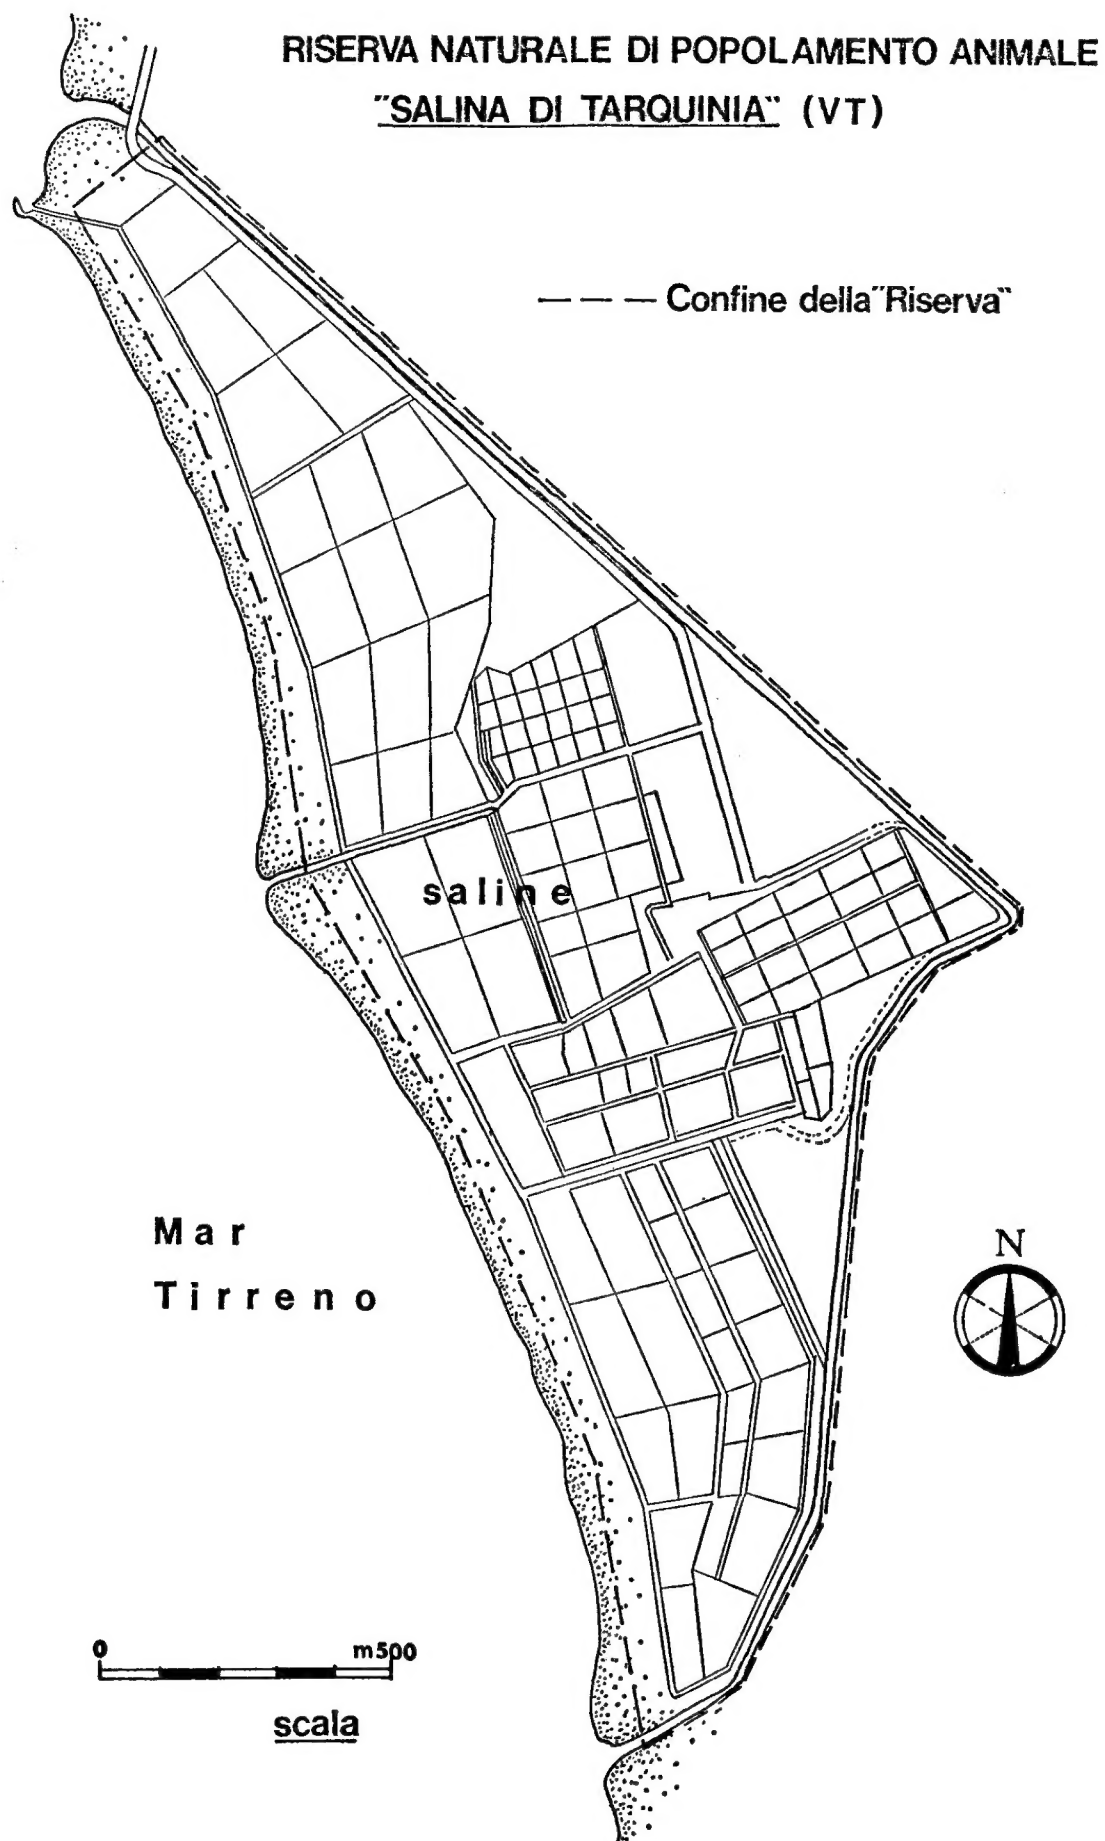 RISERVA NATURALE DI POPOLAMENTO ANIMALE
"SALINA DI TARQUINIA" (VT)
Confine della "Riserva"
saline
Mar
Tirreno
N
0 m500
scala